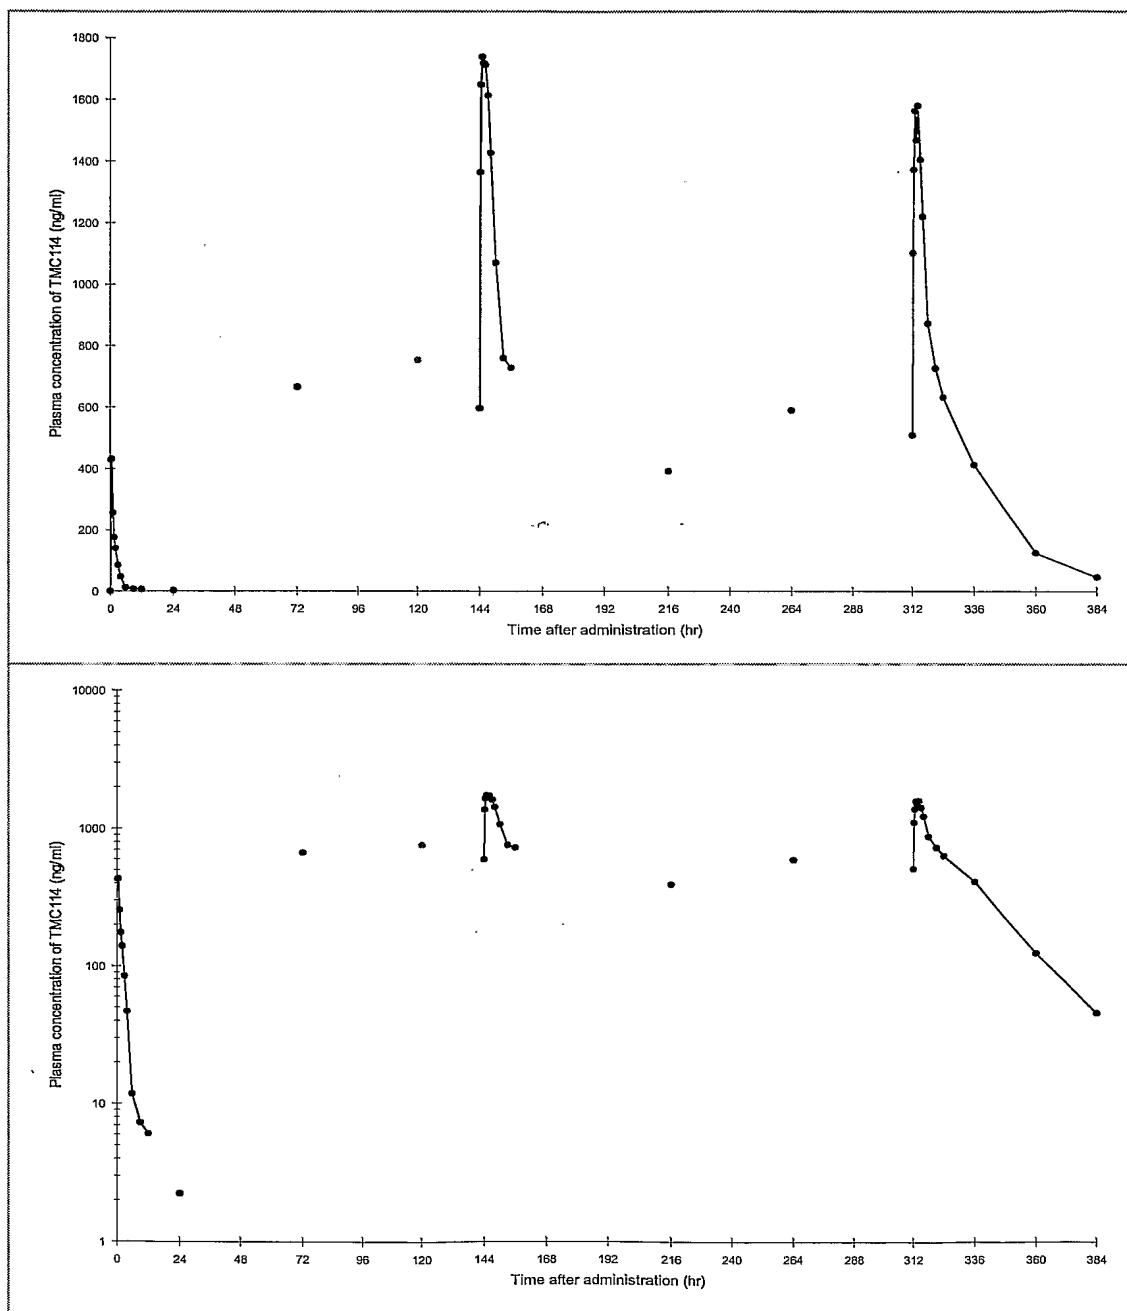 Plasma concentration of TMC114 (ng/ml)
1800
1600
1400
1200
1000
800
600
400
200
0
0 24 48 72 96 120 144 168 192 216 240 264 288 312 336 360 384
Time after administration (hr)
Plasma concentration of TMC114 (ng/ml)
10000
1000
100
10
1
0 24 48 72 96 120 144 168 192 216 240 264 288 312 336 360 384
Time after administration (hr)